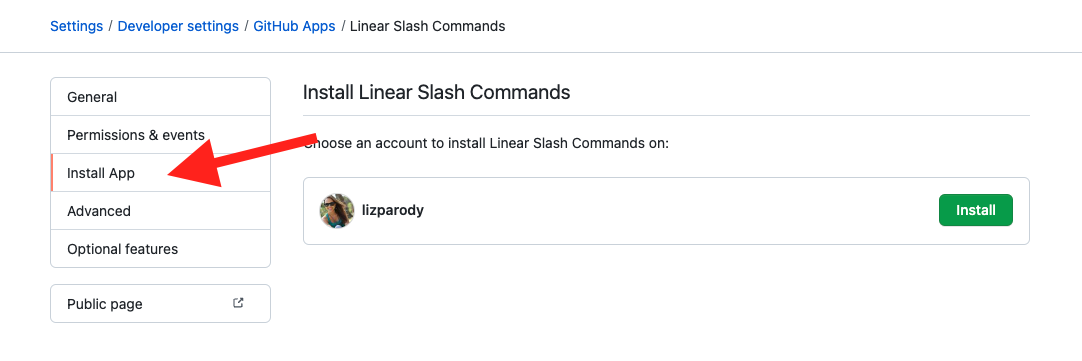 Settings / Developer settings / GitHub Apps / Linear Slash Commands
General
Permissions & events
Install App
Advanced
Optional features
Public page
Install Linear Slash Commands
Choose an account to install Linear Slash Commands on:
lizparody
Install